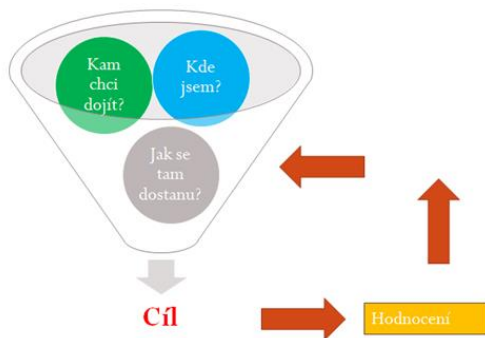 Kam
chci
dojít?
Kde
jsem?
Jak se
tam
dostanu?
Cíl
Hodnocení